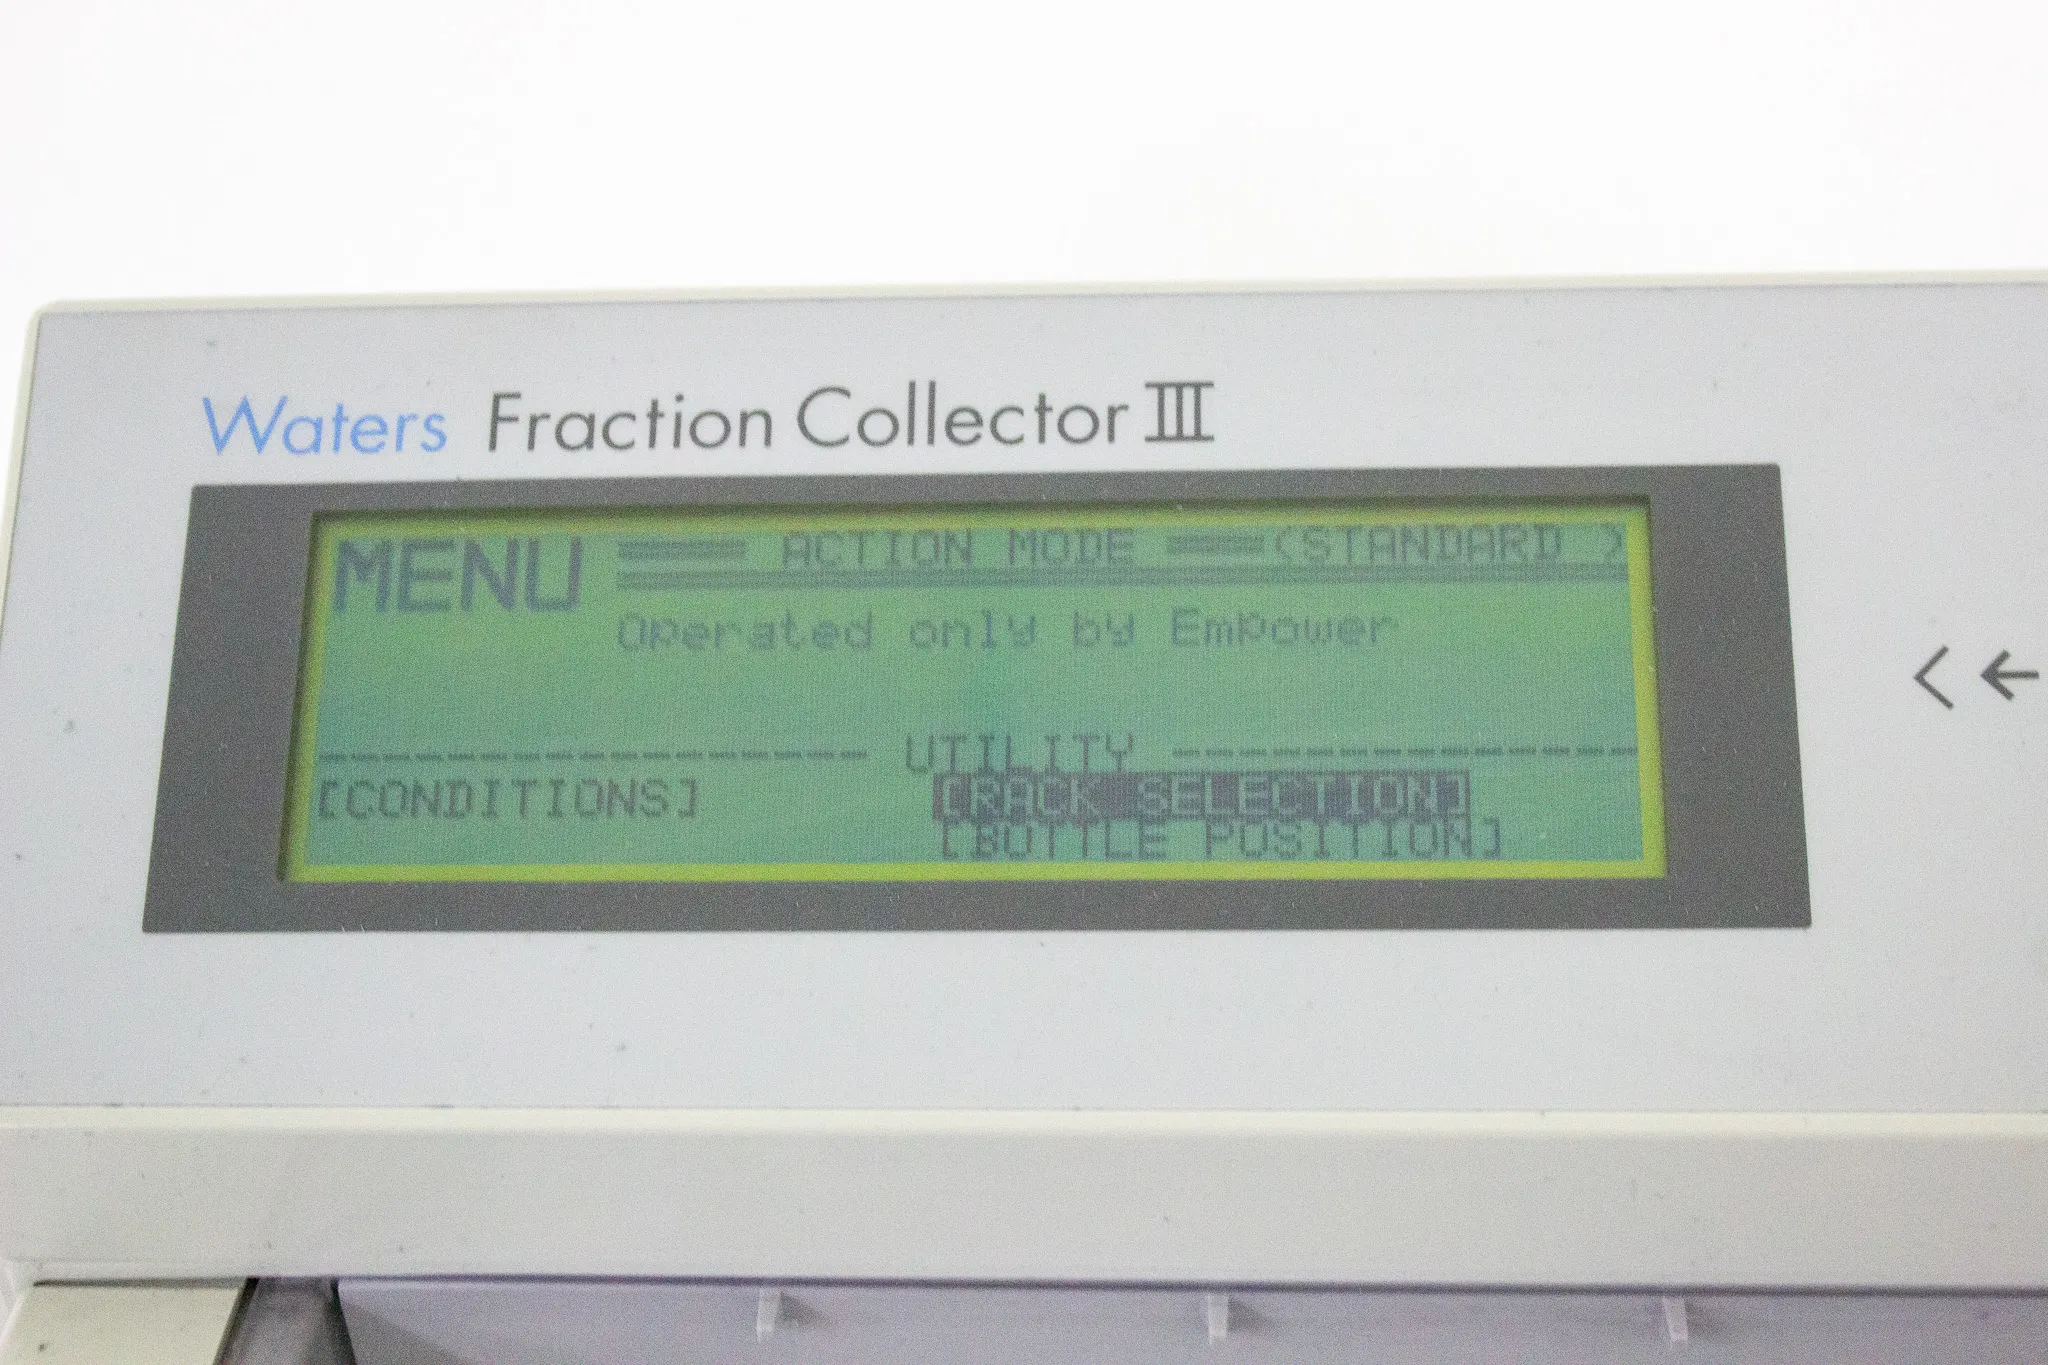 Waters Fraction Collector III
MENU ACTION MODE (STANDARD )
Operated only by Empower
UTILITY
[CONDITIONS] [RACK SELECTION]
[BOTTLE POSITION]